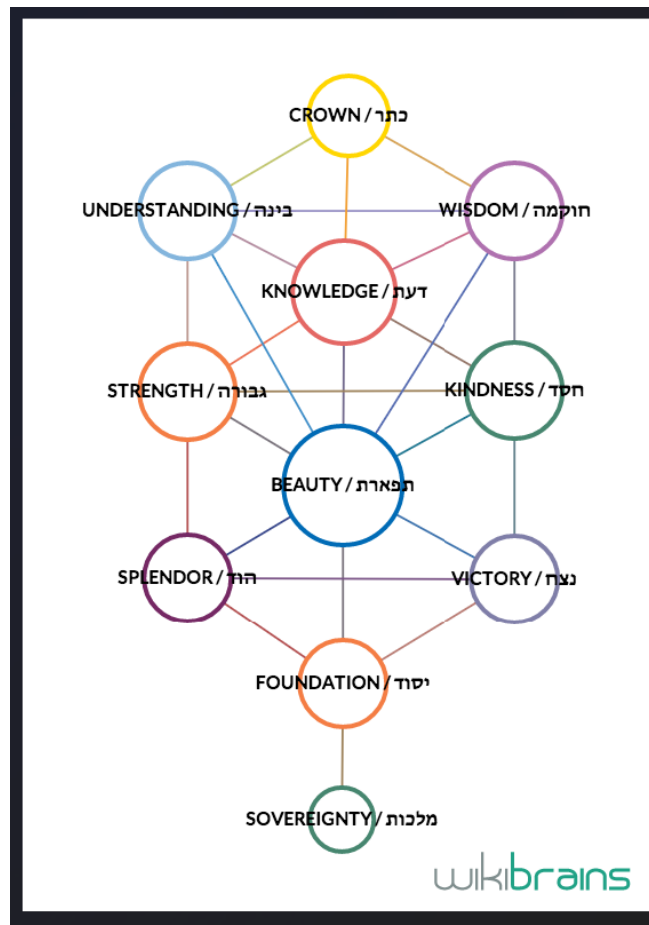 CROWN / כתר
UNDERSTANDING / בינה
WISDOM / חוקמה
KNOWLEDGE / דעת
STRENGTH / גבורה
KINDNESS / חסד
BEAUTY / תפארת
SPLENDOR / הוד
VICTORY / נצח
FOUNDATION / יסוד
SOVEREIGNTY / מלכות
wikibrains